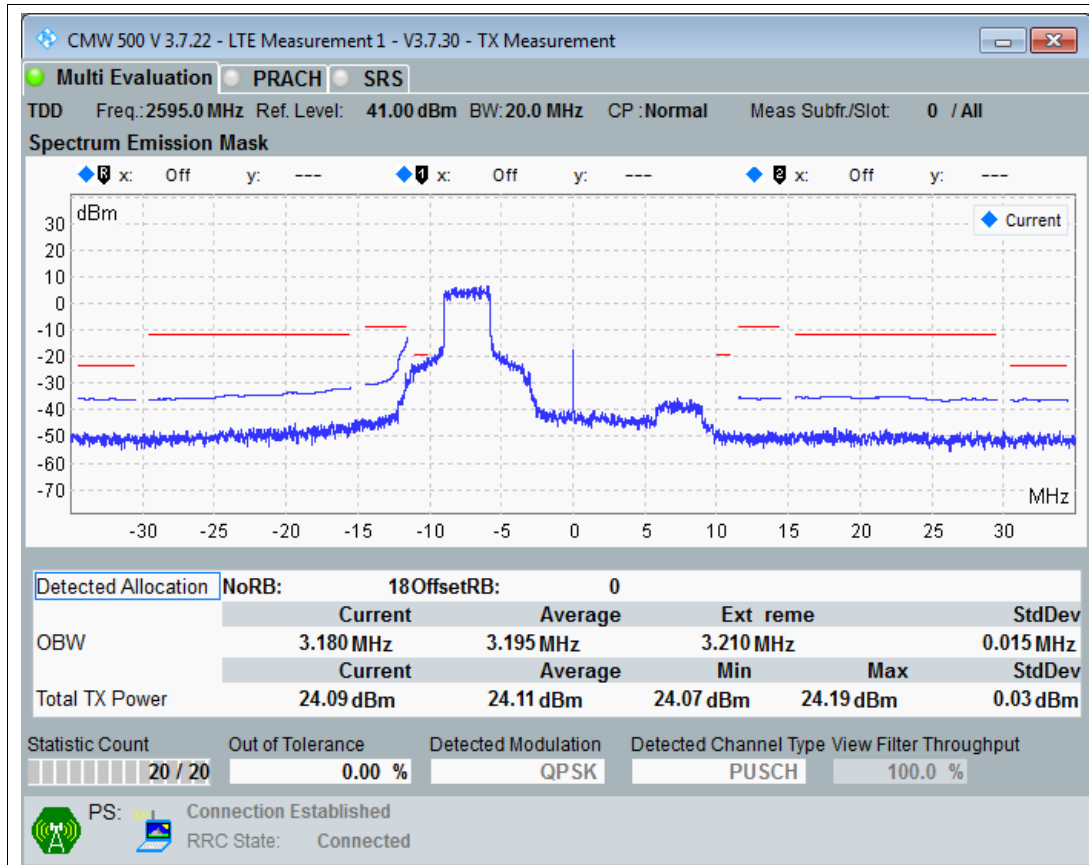 CMW 500 V 3.7.22 - LTE Measurement 1 - V3.7.30 - TX Measurement
Multi Evaluation PRACH SRS
TDD Freq.: 2595.0 MHz Ref. Level: 41.00 dBm BW: 20.0 MHz CP : Normal Meas Subfr./Slot: 0 / All
Spectrum Emission Mask
R x: Off y: --- 1 x: Off y: --- 2 x: Off y: ---
dBm
Current
30
20
10
0
-10
-20
-30
-40
-50
-60
-70
MHz
-30 -25 -20 -15 -10 -5 0 5 10 15 20 25 30
Detected Allocation NoRB: 18 OffsetRB: 0
Current Average Ext reme StdDev
OBW 3.180 MHz 3.195 MHz 3.210 MHz 0.015 MHz
Current Average Min Max StdDev
Total TX Power 24.09 dBm 24.11 dBm 24.07 dBm 24.19 dBm 0.03 dBm
Statistic Count Out of Tolerance Detected Modulation Detected Channel Type View Filter Throughput
20 / 20 0.00 % QPSK PUSCH 100.0 %
PS: Connection Established
RRC State: Connected